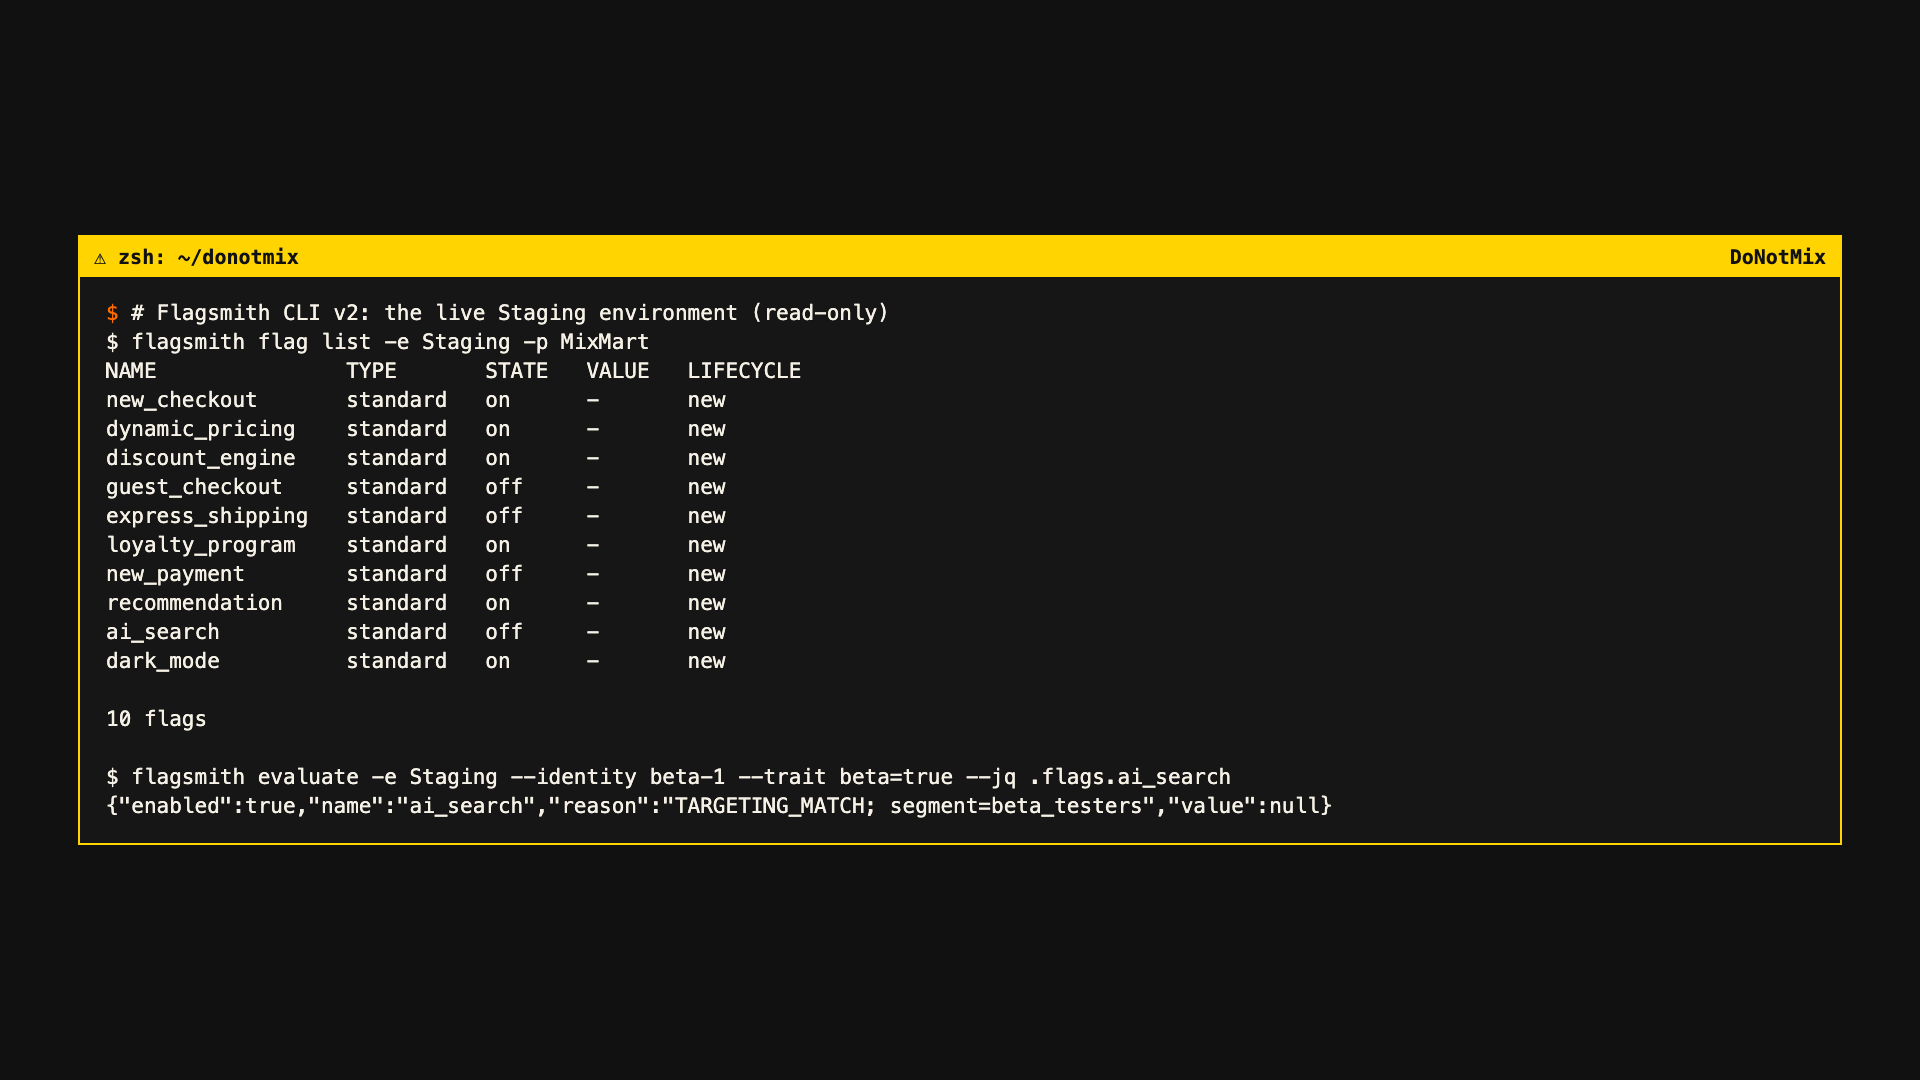 ⚠ zsh: ~/donotmix DoNotMix
$ # Flagsmith CLI v2: the live Staging environment (read-only)
$ flagsmith flag list -e Staging -p MixMart
NAME TYPE STATE VALUE LIFECYCLE
new_checkout standard on - new
dynamic_pricing standard on - new
discount_engine standard on - new
guest_checkout standard off - new
express_shipping standard off - new
loyalty_program standard on - new
new_payment standard off - new
recommendation standard on - new
ai_search standard off - new
dark_mode standard on - new
10 flags
$ flagsmith evaluate -e Staging --identity beta-1 --trait beta=true --jq .flags.ai_search
{"enabled":true,"name":"ai_search","reason":"TARGETING_MATCH; segment=beta_testers","value":null}